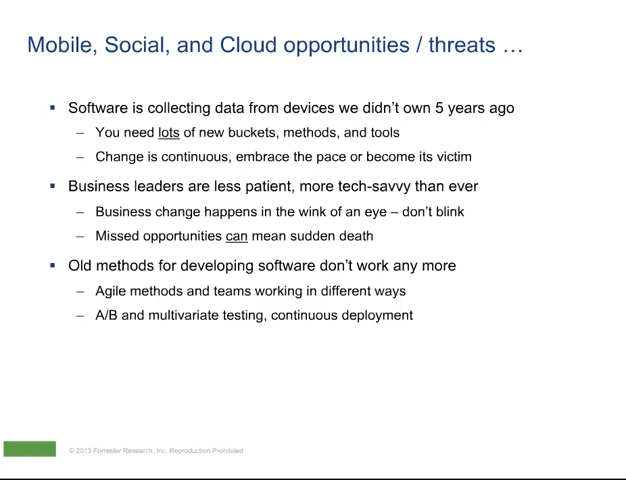 Mobile, Social, and Cloud opportunities / threats …
▪ Software is collecting data from devices we didn’t own 5 years ago
– You need lots of new buckets, methods, and tools
– Change is continuous, embrace the pace or become its victim
▪ Business leaders are less patient, more tech-savvy than ever
– Business change happens in the wink of an eye – don’t blink
– Missed opportunities can mean sudden death
▪ Old methods for developing software don’t work any more
– Agile methods and teams working in different ways
– A/B and multivariate testing, continuous deployment
© 2013 Forrester Research, Inc. Reproduction Prohibited